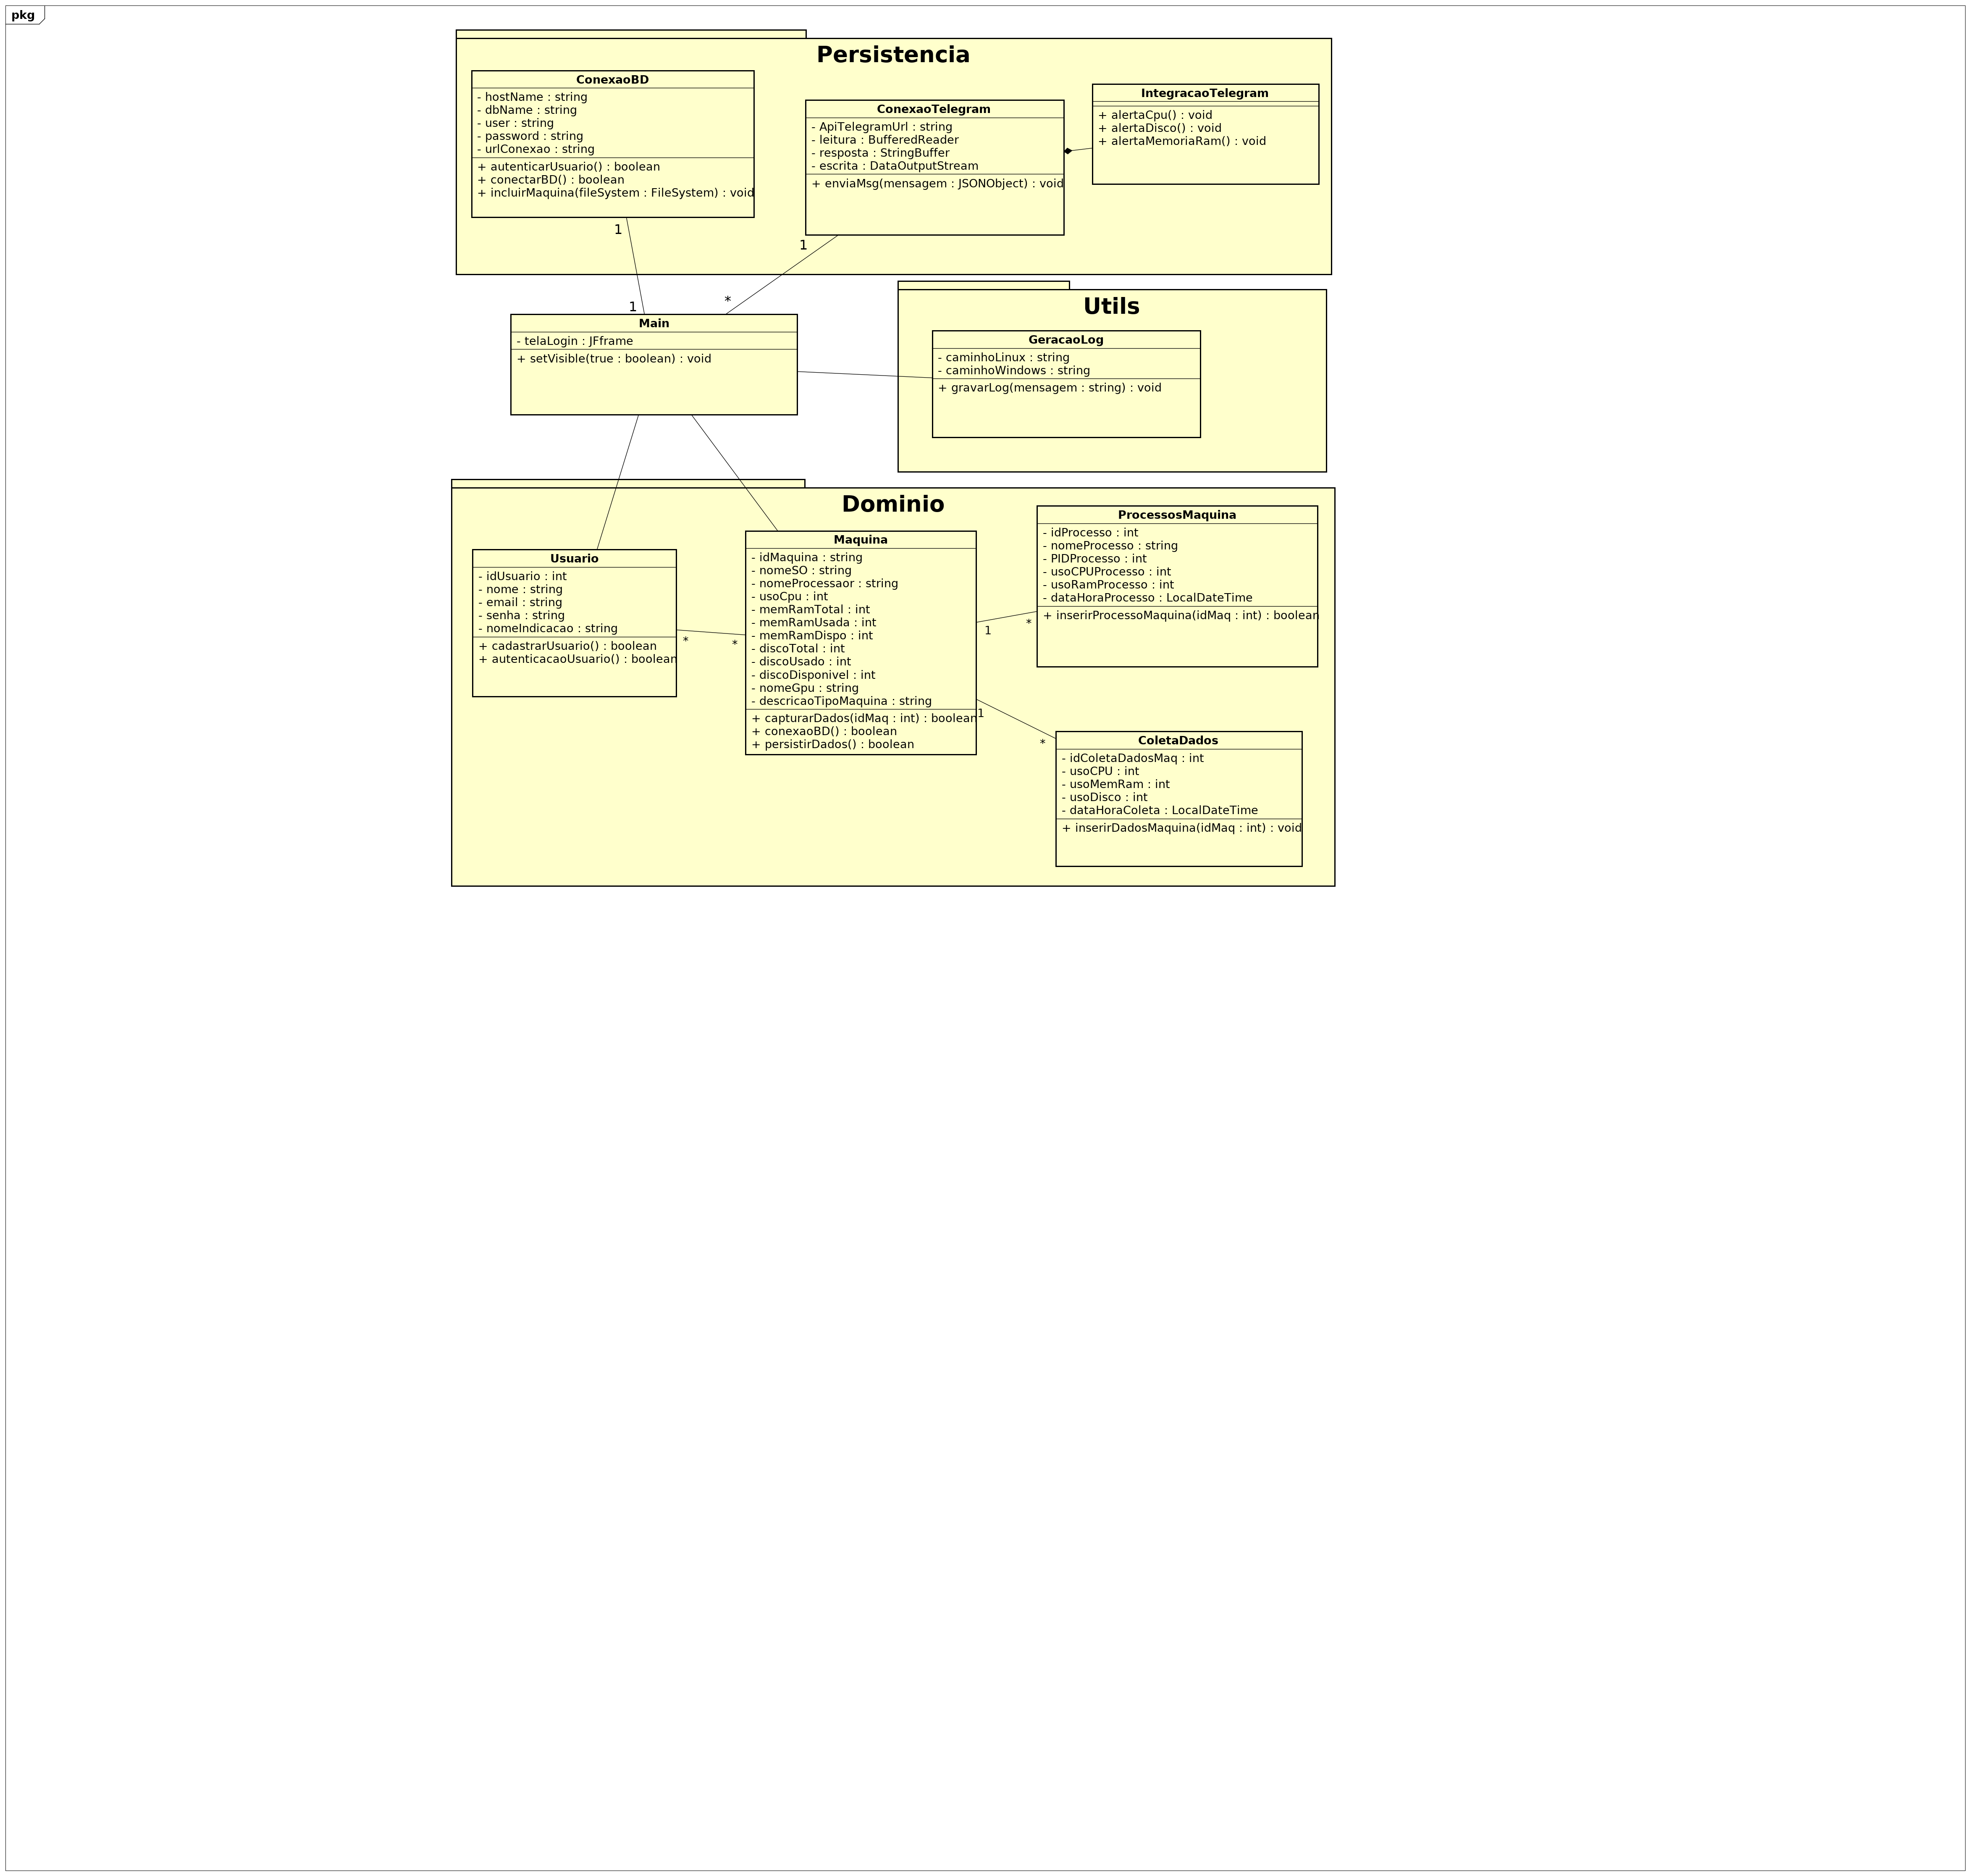 pkg
Persistencia
ConexaoBD
- hostName : string
- dbName : string
- user : string
- password : string
- urlConexao : string
+ autenticarUsuario() : boolean
+ conectarBD() : boolean
+ incluirMaquina(fileSystem : FileSystem) : void
ConexaoTelegram
- ApiTelegramUrl : string
- leitura : BufferedReader
- resposta : StringBuffer
- escrita : DataOutputStream
+ enviaMsg(mensagem : JSONObject) : void
IntegracaoTelegram
+ alertaCpu() : void
+ alertaDisco() : void
+ alertaMemoriaRam() : void
1
1
1
*
Main
- telaLogin : JFframe
+ setVisible(true : boolean) : void
Utils
GeracaoLog
- caminhoLinux : string
- caminhoWindows : string
+ gravarLog(mensagem : string) : void
Dominio
Usuario
- idUsuario : int
- nome : string
- email : string
- senha : string
- nomeIndicacao : string
+ cadastrarUsuario() : boolean
+ autenticacaoUsuario() : boolean
*
*
Maquina
- idMaquina : string
- nomeSO : string
- nomeProcessaor : string
- usoCpu : int
- memRamTotal : int
- memRamUsada : int
- memRamDispo : int
- discoTotal : int
- discoUsado : int
- discoDisponivel : int
- nomeGpu : string
- descricaoTipoMaquina : string
+ capturarDados(idMaq : int) : boolean
+ conexaoBD() : boolean
+ persistirDados() : boolean
1
*
1
*
ProcessosMaquina
- idProcesso : int
- nomeProcesso : string
- PIDProcesso : int
- usoCPUProcesso : int
- usoRamProcesso : int
- dataHoraProcesso : LocalDateTime
+ inserirProcessoMaquina(idMaq : int) : boolean
ColetaDados
- idColetaDadosMaq : int
- usoCPU : int
- usoMemRam : int
- usoDisco : int
- dataHoraColeta : LocalDateTime
+ inserirDadosMaquina(idMaq : int) : void